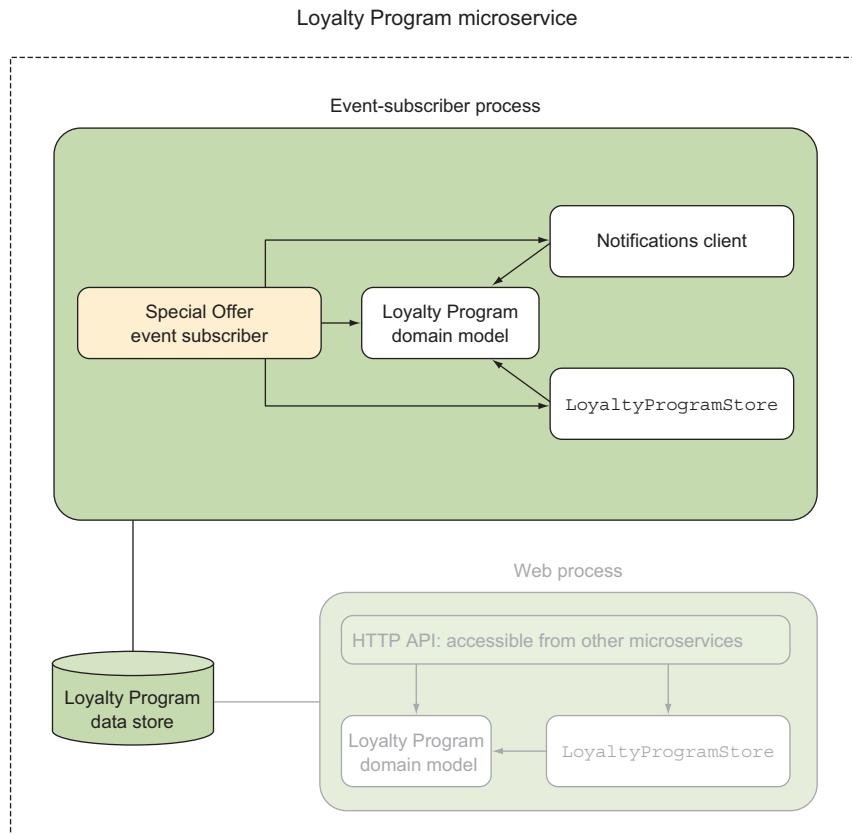 Loyalty Program microservice
Event-subscriber process
Notifications client
Special Offer
event subscriber
Loyalty Program
domain model
LoyaltyProgramStore
Web process
HTTP API: accessible from other microservices
Loyalty Program
data store
Loyalty Program
domain model
LoyaltyProgramStore